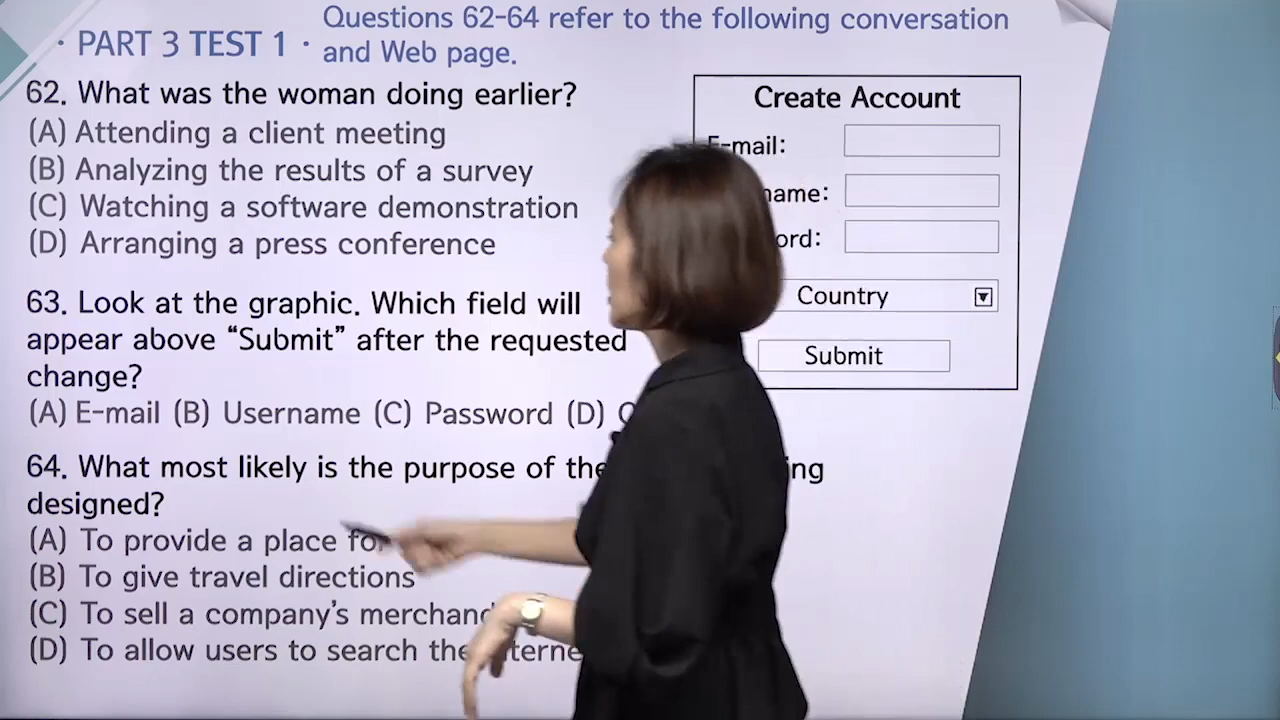 · PART 3 TEST 1 ·
Questions 62-64 refer to the following conversation
and Web page.
62. What was the woman doing earlier?
(A) Attending a client meeting
(B) Analyzing the results of a survey
(C) Watching a software demonstration
(D) Arranging a press conference
63. Look at the graphic. Which field will
appear above “Submit” after the requested
change?
(A) E-mail (B) Username (C) Password (D)
64. What most likely is the purpose of the
designed?
(A) To provide a place for
(B) To give travel directions
(C) To sell a company’s
(D) To allow users to search the
Create Account
E-mail:
Country
Submit